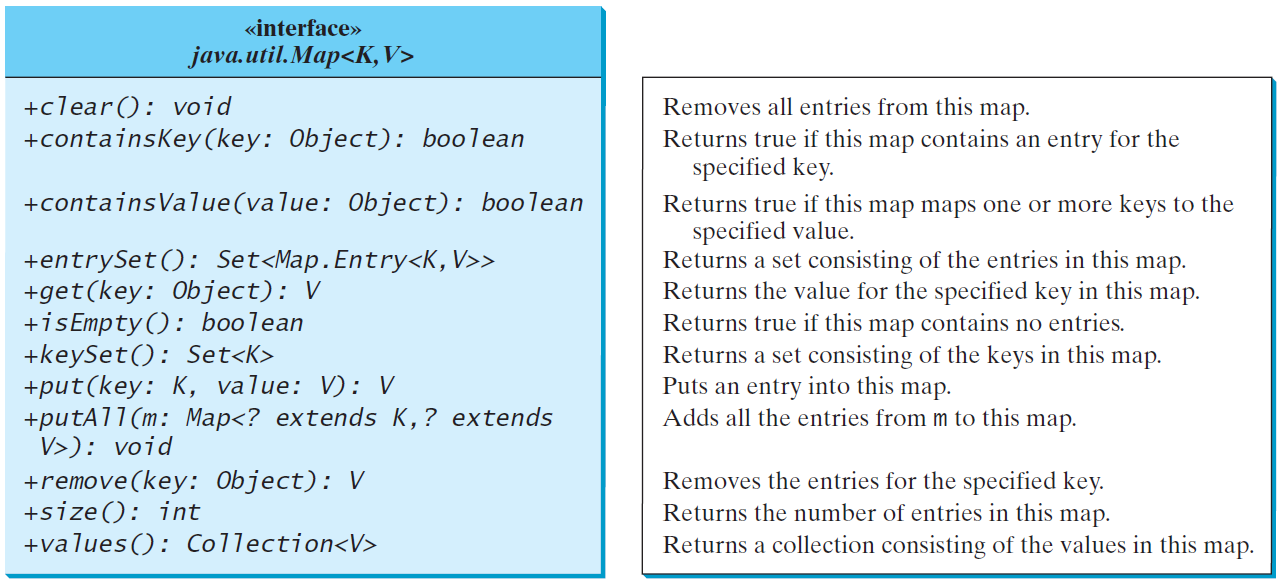 «interface»
java.util.Map<K,V>
+clear(): void
+containsKey(key: Object): boolean
+containsValue(value: Object): boolean
+entrySet(): Set<Map.Entry<K,V>>
+get(key: Object): V
+isEmpty(): boolean
+keySet(): Set<K>
+put(key: K, value: V): V
+putAll(m: Map<? extends K,? extends
V>): void
+remove(key: Object): V
+size(): int
+values(): Collection<V>
Removes all entries from this map.
Returns true if this map contains an entry for the
specified key.
Returns true if this map maps one or more keys to the
specified value.
Returns a set consisting of the entries in this map.
Returns the value for the specified key in this map.
Returns true if this map contains no entries.
Returns a set consisting of the keys in this map.
Puts an entry into this map.
Adds all the entries from m to this map.
Removes the entries for the specified key.
Returns the number of entries in this map.
Returns a collection consisting of the values in this map.